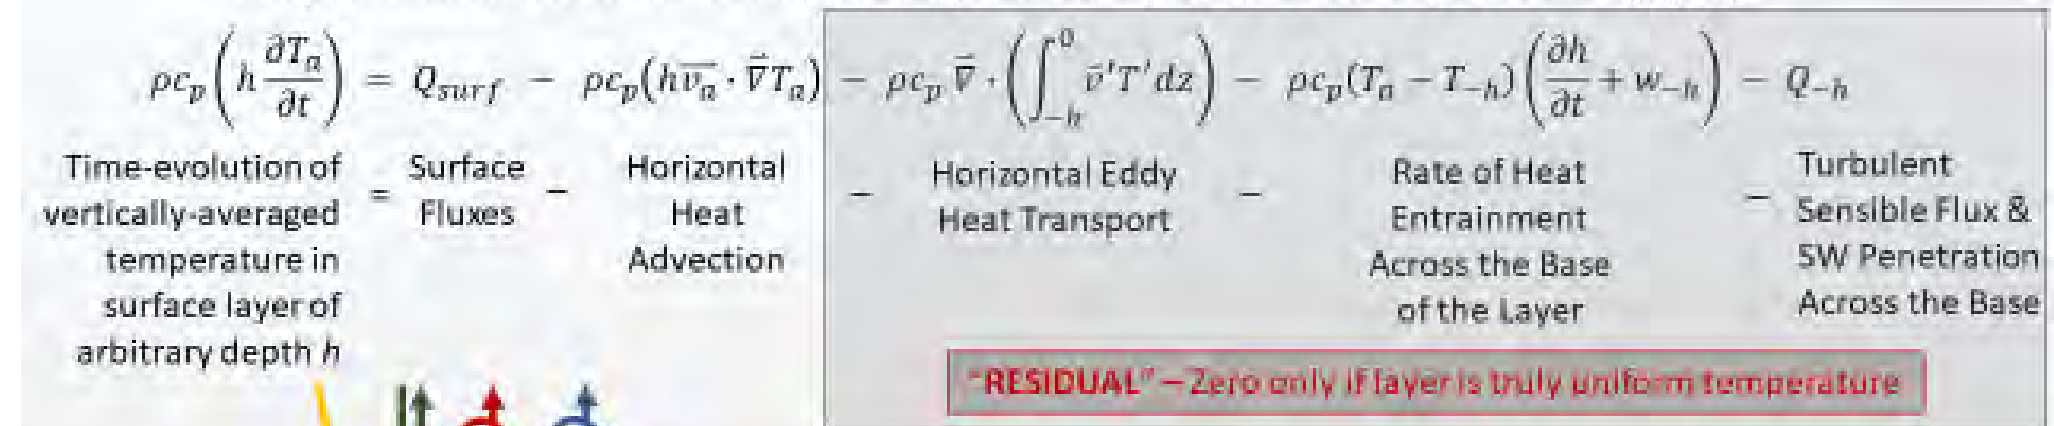 ρc_p(h ∂T_a/∂t) = Q_surf − ρc_p(h\overline{v_a} · ∇⃗T_a) − ρc_p ∇⃗ · (∫_{−h}^{0} v⃗′T′dz) − ρc_p(T_a − T_{−h})(∂h/∂t + w_{−h}) − Q_{−h}
Time-evolution of
vertically-averaged
temperature in
surface layer of
arbitrary depth h
=
Surface
Fluxes
−
Horizontal
Heat
Advection
−
Horizontal Eddy
Heat Transport
−
Rate of Heat
Entrainment
Across the Base
of the Layer
−
Turbulent
Sensible Flux &
SW Penetration
Across the Base
"RESIDUAL" – Zero only if layer is truly uniform temperature